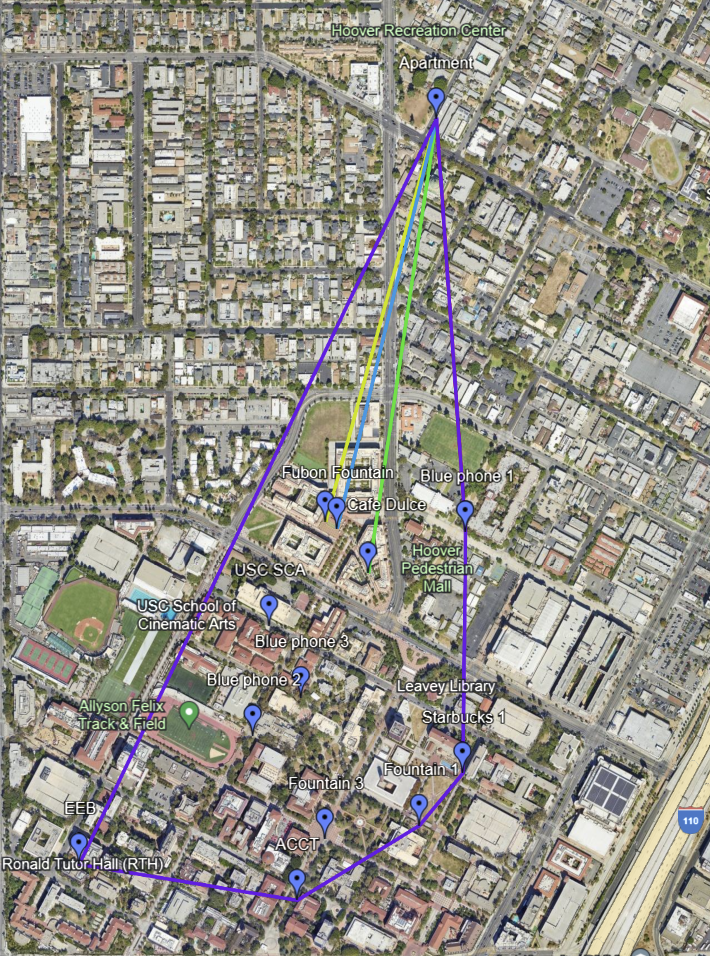 Hoover Recreation Center
Apartment
Fubon Fountain
Blue phone 1
Cafe Dulce
Hoover
Pedestrian
Mall
USC SCA
USC School of
Cinematic Arts
Blue phone 3
Blue phone 2
Leavey Library
Allyson Felix
Track & Field
Starbucks 1
Fountain 1
Fountain 3
EEB
110
ACCT
Ronald Tutor Hall (RTH)